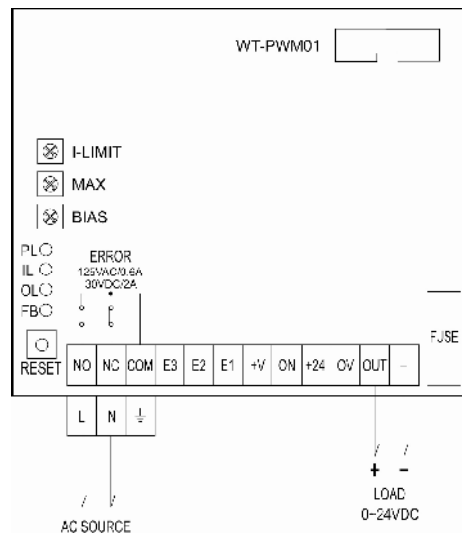 WT-PWM01
I-LIMIT
MAX
BIAS
PL
IL
OL
FB
ERROR
125VAC/0.6A
30VDC/2A
RESET
FUSE
NO NC COM E3 E2 E1 +V ON +24 OV OUT -
L N
+ -
LOAD
0~24VDC
AC SOURCE